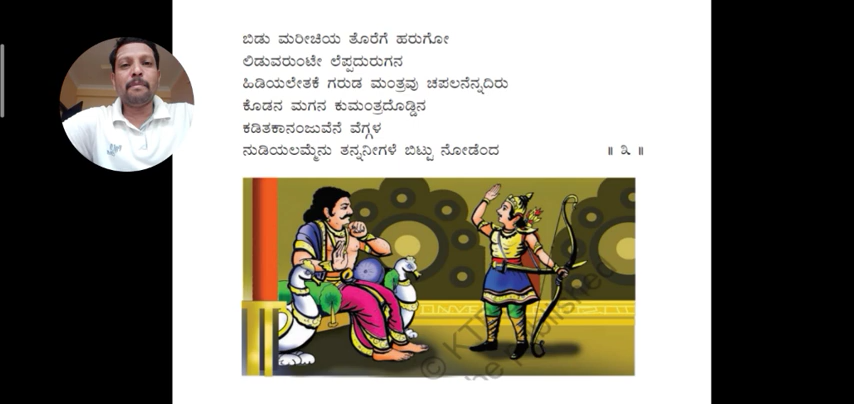 ಬಿಡು ಮರೀಚಿಯ ತೊರೆಗೆ ಹರುಗೋ
ಲಿಡುವರುಂಟೇ ಲೆಪ್ಪದುರುಗನ
ಹಿಡಿಯಲೇತಕೆ ಗರುಡ ಮಂತ್ರವು ಚಪಲನೆನ್ನದಿರು
ಕೊಡನ ಮಗನ ಕುಮಂತ್ರದೊಡ್ಡಿನ
ಕಡಿತಕಾನಂಜುವೆನೆ ವೆಗ್ಗಳ
ನುಡಿಯಲಮ್ಮೆನು ತನ್ನನೀಗಳೆ ಬಿಟ್ಟು ನೋಡೆಂದ ॥ ೩ ॥